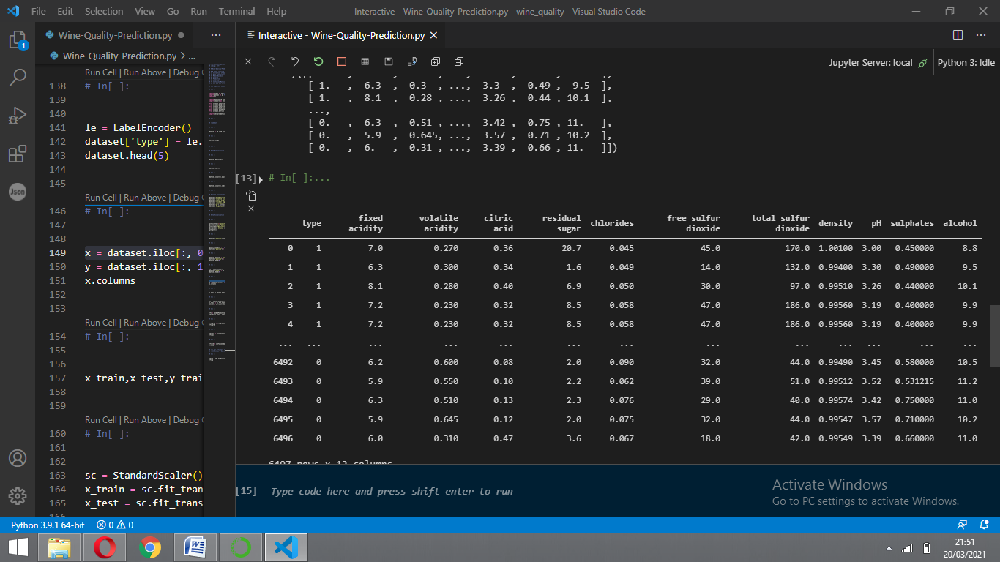 File Edit Selection View Go Run Terminal Help Interactive - Wine-Quality-Prediction.py - wine_quality - Visual Studio Code
Wine-Quality-Prediction.py
Wine-Quality-Prediction.py > ...
Run Cell | Run Above | Debug
138 # In[ ]:
139
140
141 le = LabelEncoder()
142 dataset['type'] = le.
143 dataset.head(5)
144
145
Run Cell | Run Above | Debug
146 # In[ ]:
147
148
149 x = dataset.iloc[:, 0
150 y = dataset.iloc[:, 1
151 x.columns
152
153
Run Cell | Run Above | Debug
154 # In[ ]:
155
156
157 x_train,x_test,y_trai
158
159
Run Cell | Run Above | Debug
160 # In[ ]:
161
162
163 sc = StandardScaler()
164 x_train = sc.fit_tran
165 x_test = sc.fit_trans
Interactive - Wine-Quality-Prediction.py
Jupyter Server: local Python 3: Idle
[ 1. , 6.3 , 0.3 , ..., 3.3 , 0.49 , 9.5 ],
[ 1. , 8.1 , 0.28 , ..., 3.26 , 0.44 , 10.1 ],
...,
[ 0. , 6.3 , 0.51 , ..., 3.42 , 0.75 , 11. ],
[ 0. , 5.9 , 0.645, ..., 3.57 , 0.71 , 10.2 ],
[ 0. , 6. , 0.31 , ..., 3.39 , 0.66 , 11. ]])
[13] # In[ ]:...
type fixed acidity volatile acidity citric acid residual sugar chlorides free sulfur dioxide total sulfur dioxide density pH sulphates alcohol
0 1 7.0 0.270 0.36 20.7 0.045 45.0 170.0 1.00100 3.00 0.450000 8.8
1 1 6.3 0.300 0.34 1.6 0.049 14.0 132.0 0.99400 3.30 0.490000 9.5
2 1 8.1 0.280 0.40 6.9 0.050 30.0 97.0 0.99510 3.26 0.440000 10.1
3 1 7.2 0.230 0.32 8.5 0.058 47.0 186.0 0.99560 3.19 0.400000 9.9
4 1 7.2 0.230 0.32 8.5 0.058 47.0 186.0 0.99560 3.19 0.400000 9.9
... ... ... ... ... ... ... ... ... ... ... ... ...
6492 0 6.2 0.600 0.08 2.0 0.090 32.0 44.0 0.99490 3.45 0.580000 10.5
6493 0 5.9 0.550 0.10 2.2 0.062 39.0 51.0 0.99512 3.52 0.531215 11.2
6494 0 6.3 0.510 0.13 2.3 0.076 29.0 40.0 0.99574 3.42 0.750000 11.0
6495 0 5.9 0.645 0.12 2.0 0.075 32.0 44.0 0.99547 3.57 0.710000 10.2
6496 0 6.0 0.310 0.47 3.6 0.067 18.0 42.0 0.99549 3.39 0.660000 11.0
6497 rows x 12 columns
[15] Type code here and press shift-enter to run
Activate Windows
Go to PC settings to activate Windows.
1
Json
Python 3.9.1 64-bit 0 0
21:51
20/03/2021